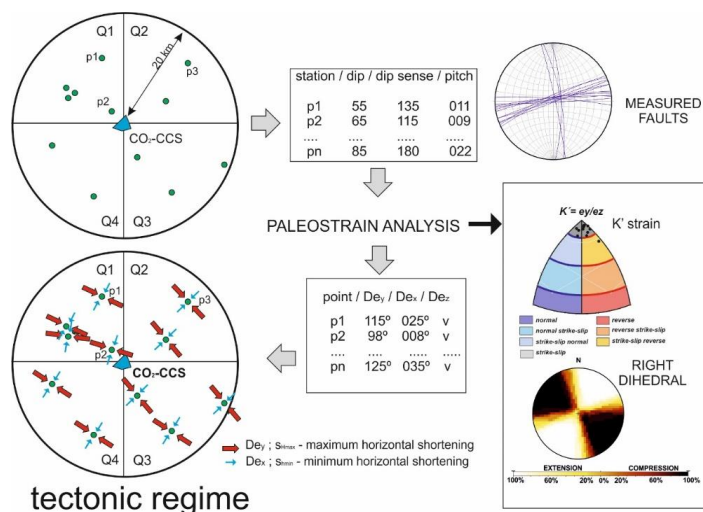 Q1
Q2
p1
20 km
p3
p2
CO₂-CCS
Q4
Q3
station / dip / dip sense / pitch
p1 55 135 011
p2 65 115 009
.... .... .... ....
pn 85 180 022
MEASURED
FAULTS
PALEOSTRAIN ANALYSIS
K'= ey/ez
K' strain
normal
reverse
normal strike-slip
reverse strike-slip
strike-slip normal
strike-slip reverse
strike-slip
RIGHT
DIHEDRAL
N
EXTENSION
COMPRESSION
100% 60% 20% 0% 20% 60% 100%
point / Dey / Dex / Dez
p1 115º 025º v
p2 98º 008º v
.... .... .... .....
pn 125º 035º v
Q1
Q2
p1
p3
p2
CO₂-CCS
Q4
Q3
Dey ; sHmax - maximum horizontal shortening
Dex ; shmin - minimum horizontal shortening
tectonic regime